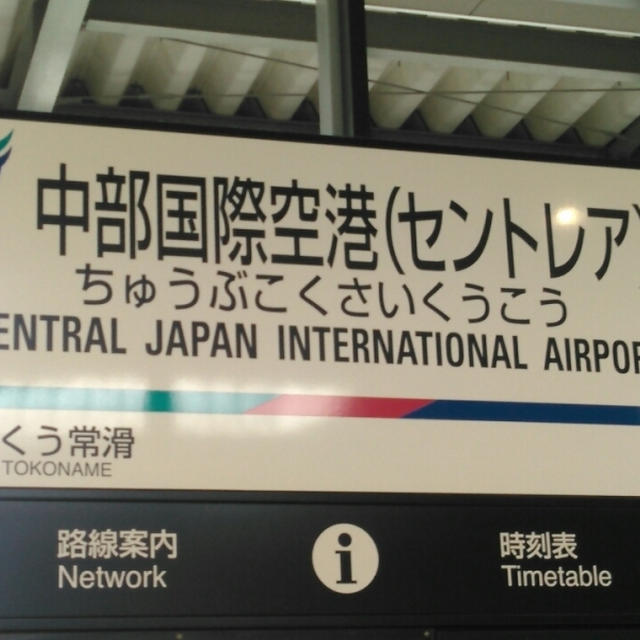 中部国際空港(セントレア)
ちゅうぶこくさいくうこう
ENTRAL JAPAN INTERNATIONAL AIRPOR
くう常滑
TOKONAME
路線案内
Network
i
時刻表
Timetable